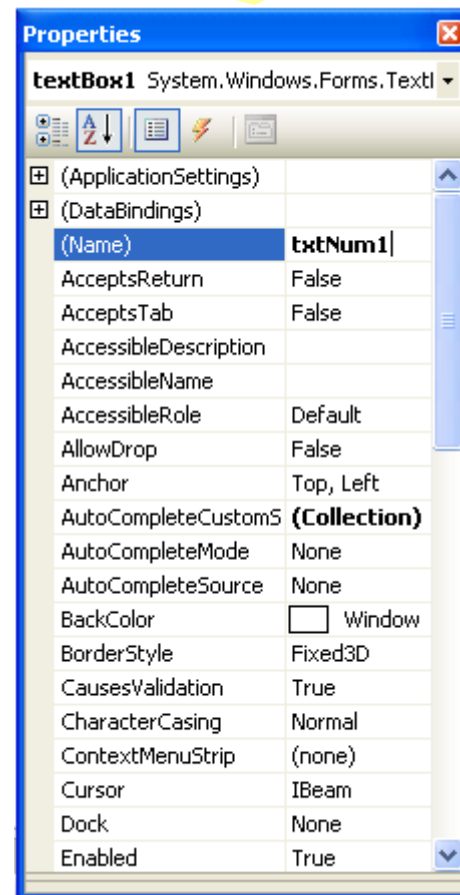 Properties
textBox1 System.Windows.Forms.Text
(ApplicationSettings)
(DataBindings)
(Name) txtNum1
AcceptsReturn False
AcceptsTab False
AccessibleDescription
AccessibleName
AccessibleRole Default
AllowDrop False
Anchor Top, Left
AutoCompleteCustomS (Collection)
AutoCompleteMode None
AutoCompleteSource None
BackColor Window
BorderStyle Fixed3D
CausesValidation True
CharacterCasing Normal
ContextMenuStrip (none)
Cursor IBeam
Dock None
Enabled True